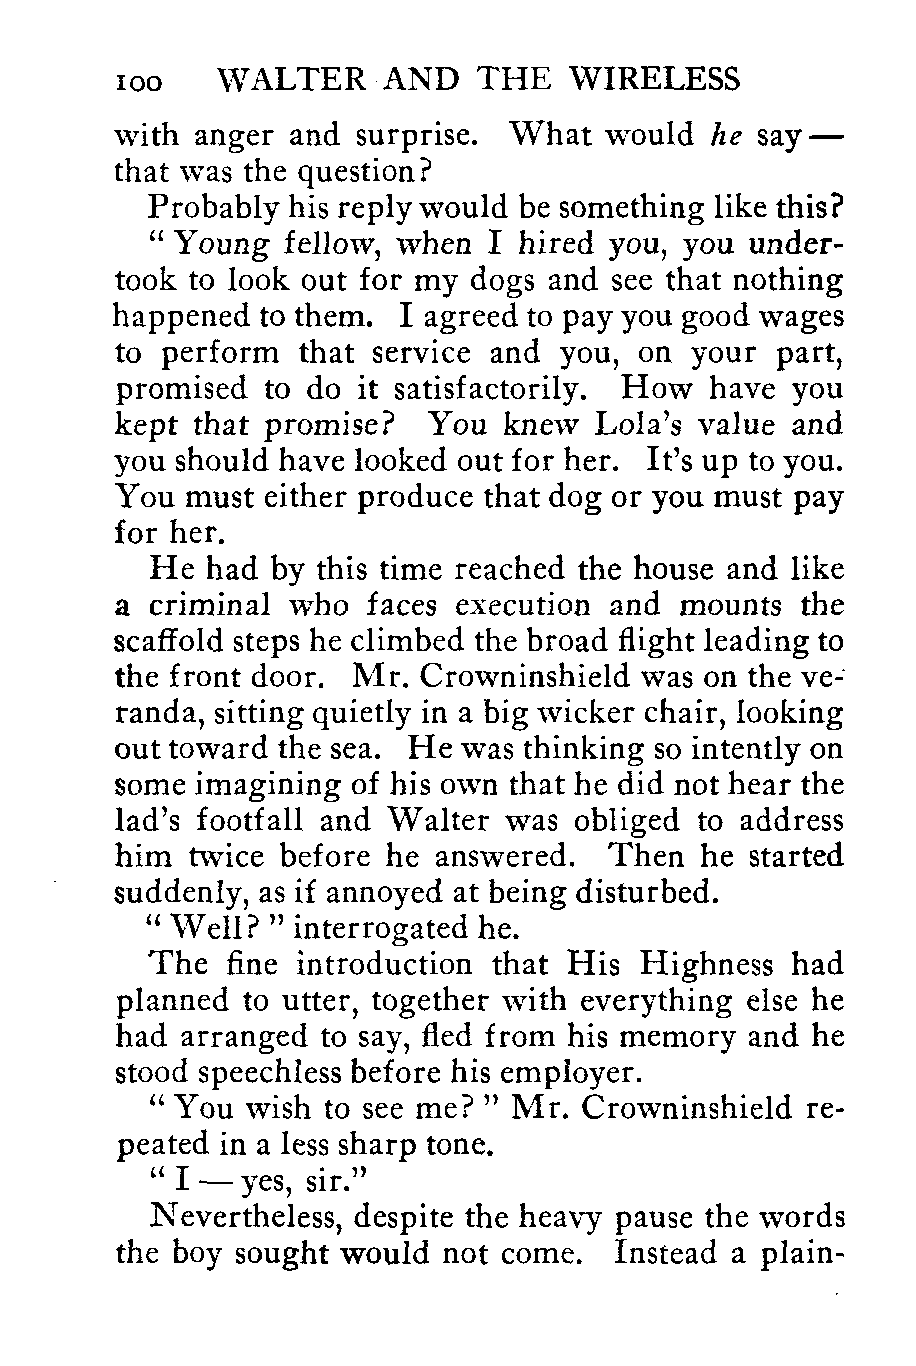 100 WALTER AND THE WIRELESS
with anger and surprise. What would he say —
that was the question?
Probably his reply would be something like this?
“ Young fellow, when I hired you, you under-
took to look out for my dogs and see that nothing
happened to them. I agreed to pay you good wages
to perform that service and you, on your part,
promised to do it satisfactorily. How have you
kept that promise? You knew Lola’s value and
you should have looked out for her. It’s up to you.
You must either produce that dog or you must pay
for her.
He had by this time reached the house and like
a criminal who faces execution and mounts the
scaffold steps he climbed the broad flight leading to
the front door. Mr. Crowninshield was on the ve-
randa, sitting quietly in a big wicker chair, looking
out toward the sea. He was thinking so intently on
some imagining of his own that he did not hear the
lad’s footfall and Walter was obliged to address
him twice before he answered. Then he started
suddenly, as if annoyed at being disturbed.
“ Well? ” interrogated he.
The fine introduction that His Highness had
planned to utter, together with everything else he
had arranged to say, fled from his memory and he
stood speechless before his employer.
“ You wish to see me? ” Mr. Crowninshield re-
peated in a less sharp tone.
“ I — yes, sir.”
Nevertheless, despite the heavy pause the words
the boy sought would not come. Instead a plain-